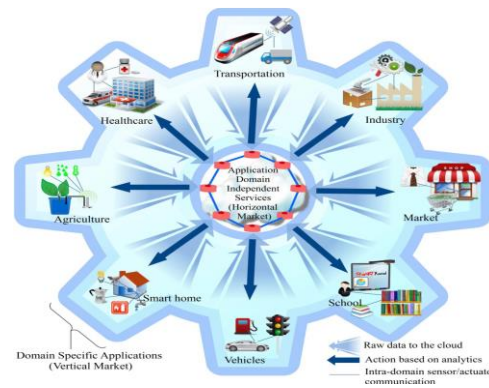 Transportation
Healthcare
Industry
Application
Domain
Independent
Services
(Horizontal
Market)
Agriculture
Market
Smart home
School
Vehicles
Domain Specific Applications
(Vertical Market)
Raw data to the cloud
Action based on analytics
Intra-domain sensor/actuate
communication